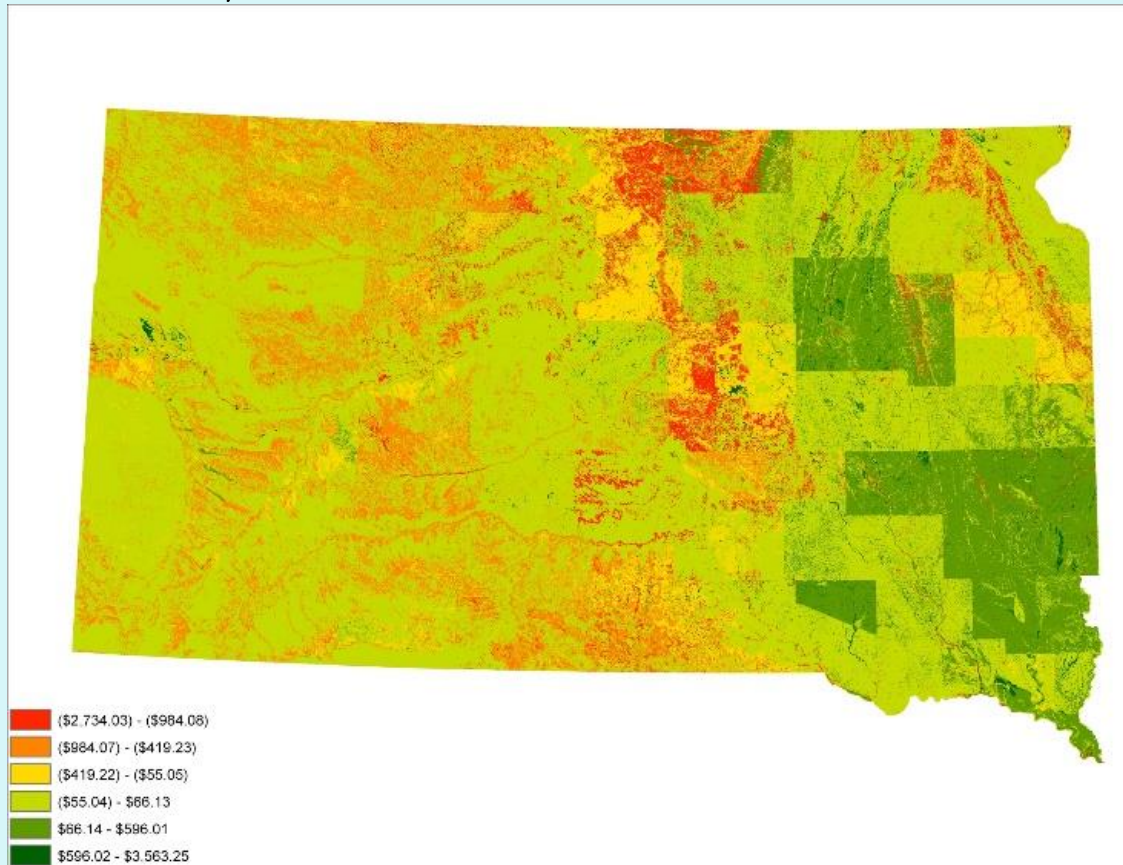 ($2,734.03) - ($984.08)
($984.07) - ($419.23)
($419.22) - ($55.05)
($55.04) - $66.13
$66.14 - $596.01
$596.02 - $3,563.25